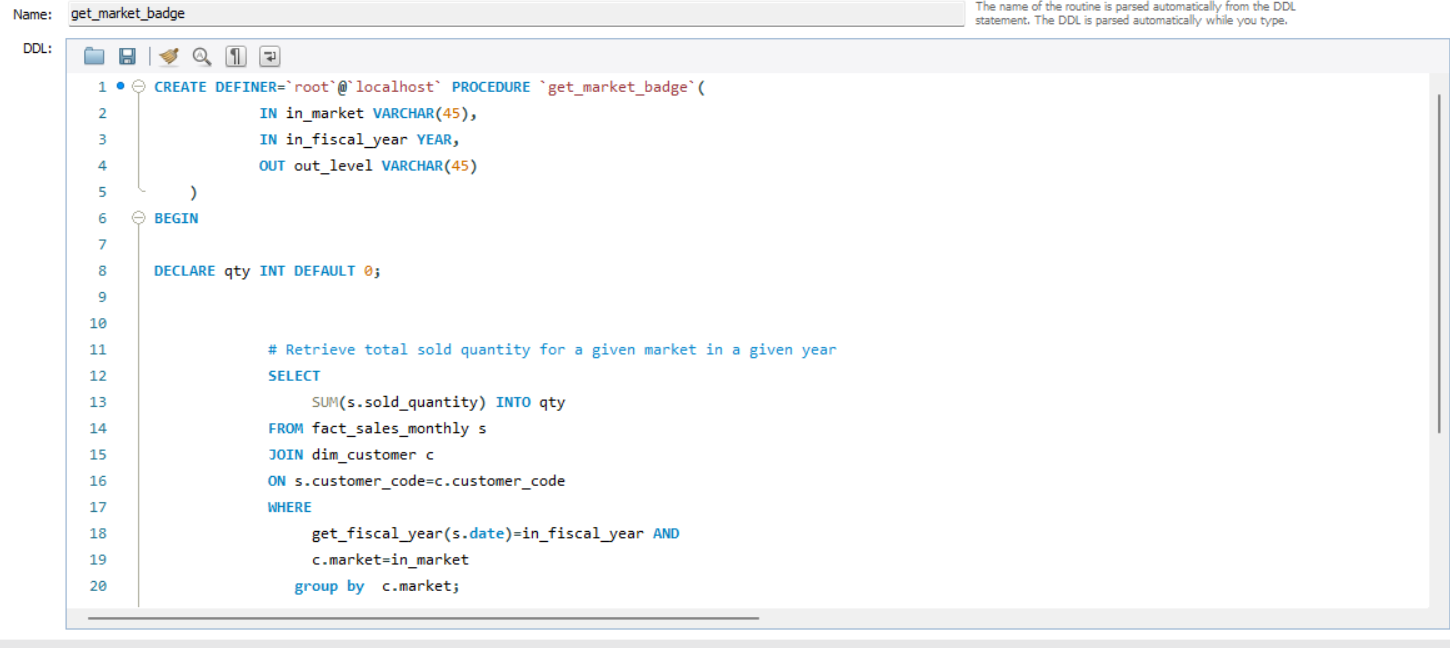 Name: get_market_badge
The name of the routine is parsed automatically from the DDL
statement. The DDL is parsed automatically while you type.
DDL:
1 CREATE DEFINER=`root`@`localhost` PROCEDURE `get_market_badge`(
2 IN in_market VARCHAR(45),
3 IN in_fiscal_year YEAR,
4 OUT out_level VARCHAR(45)
5 )
6 BEGIN
7
8 DECLARE qty INT DEFAULT 0;
9
10
11 # Retrieve total sold quantity for a given market in a given year
12 SELECT
13 SUM(s.sold_quantity) INTO qty
14 FROM fact_sales_monthly s
15 JOIN dim_customer c
16 ON s.customer_code=c.customer_code
17 WHERE
18 get_fiscal_year(s.date)=in_fiscal_year AND
19 c.market=in_market
20 group by  c.market;